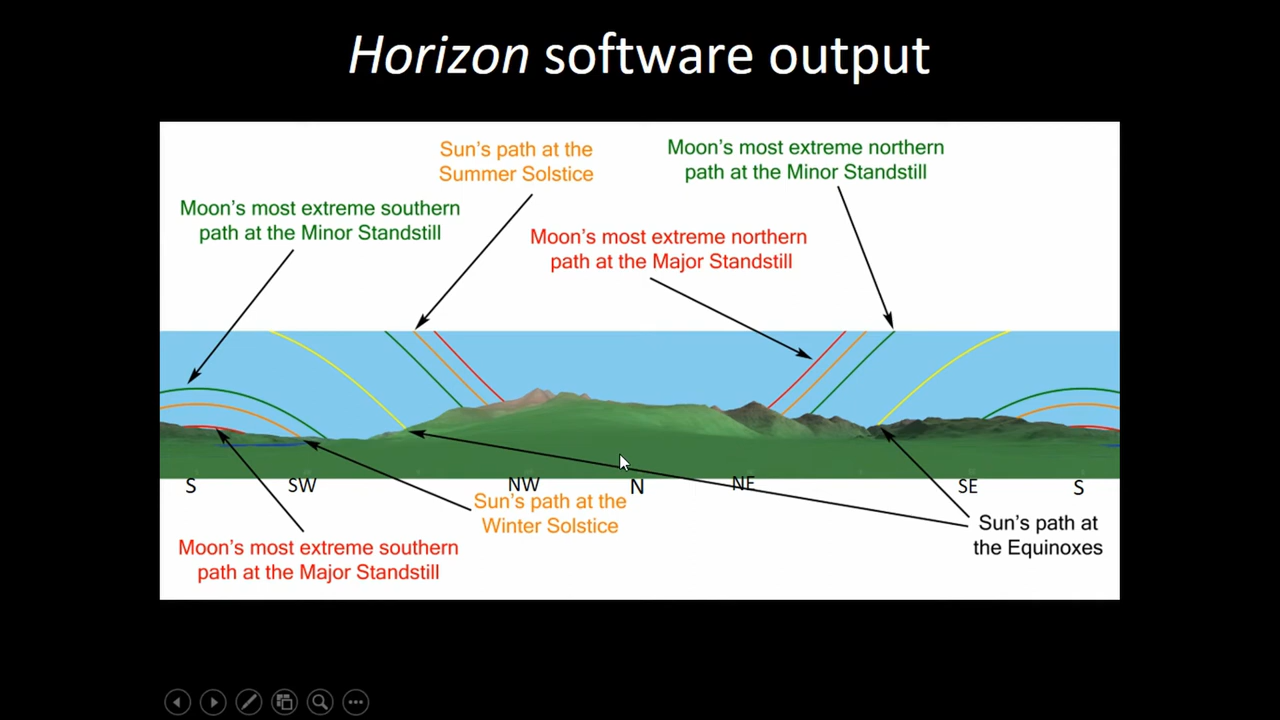 Horizon software output
Sun's path at the
Summer Solstice
Moon's most extreme northern
path at the Minor Standstill
Moon's most extreme southern
path at the Minor Standstill
Moon's most extreme northern
path at the Major Standstill
S
SW
NW
N
NE
SE
S
Sun's path at the
Winter Solstice
Sun's path at
the Equinoxes
Moon's most extreme southern
path at the Major Standstill